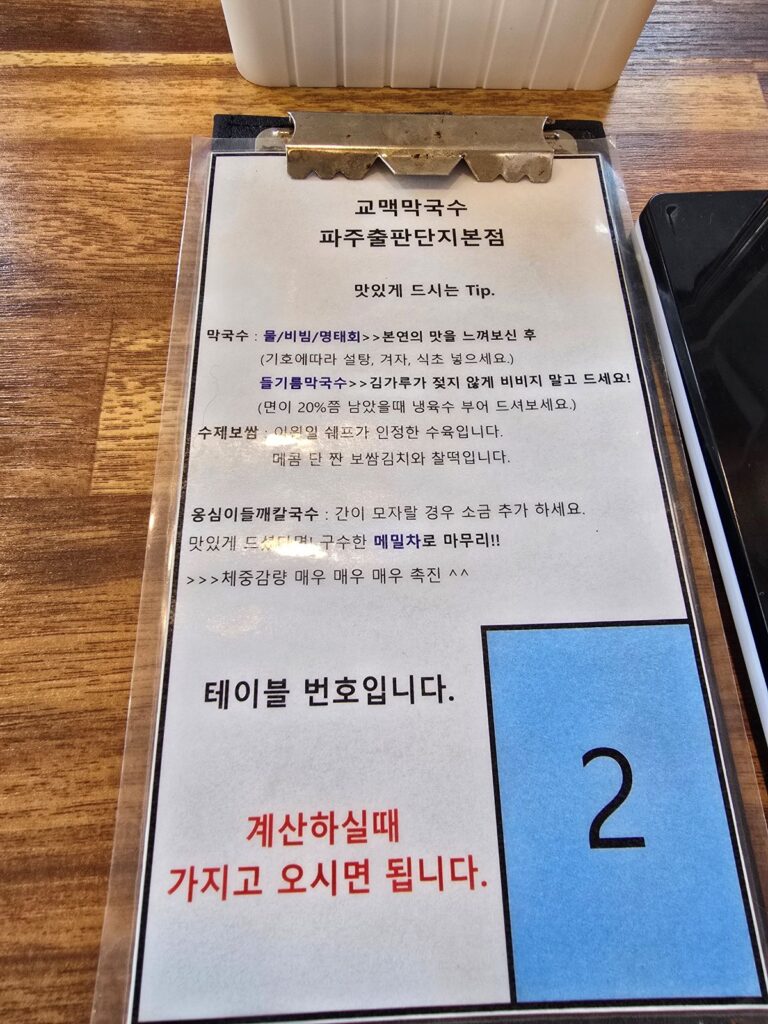 교맥막국수
파주출판단지본점
맛있게 드시는 Tip.
막국수 : 물/비빔/명태회>>본연의 맛을 느껴보신 후
(기호에따라 설탕, 겨자, 식초 넣으세요.)
들기름막국수>>김가루가 젖지 않게 비비지 말고 드세요!
(면이 20%쯤 남았을때 냉육수 부어 드셔보세요.)
수제보쌈 : 이원일 쉐프가 인정한 수육입니다.
메콤 단 짠 보쌈김치와 찰떡입니다.
옹심이들깨칼국수 : 간이 모자랄 경우 소금 추가 하세요.
맛있게 드셨다면! 구수한 메밀차로 마무리!!
>>>체중감량 매우 매우 매우 촉진 ^^
테이블 번호입니다.
2
계산하실때
가지고 오시면 됩니다.